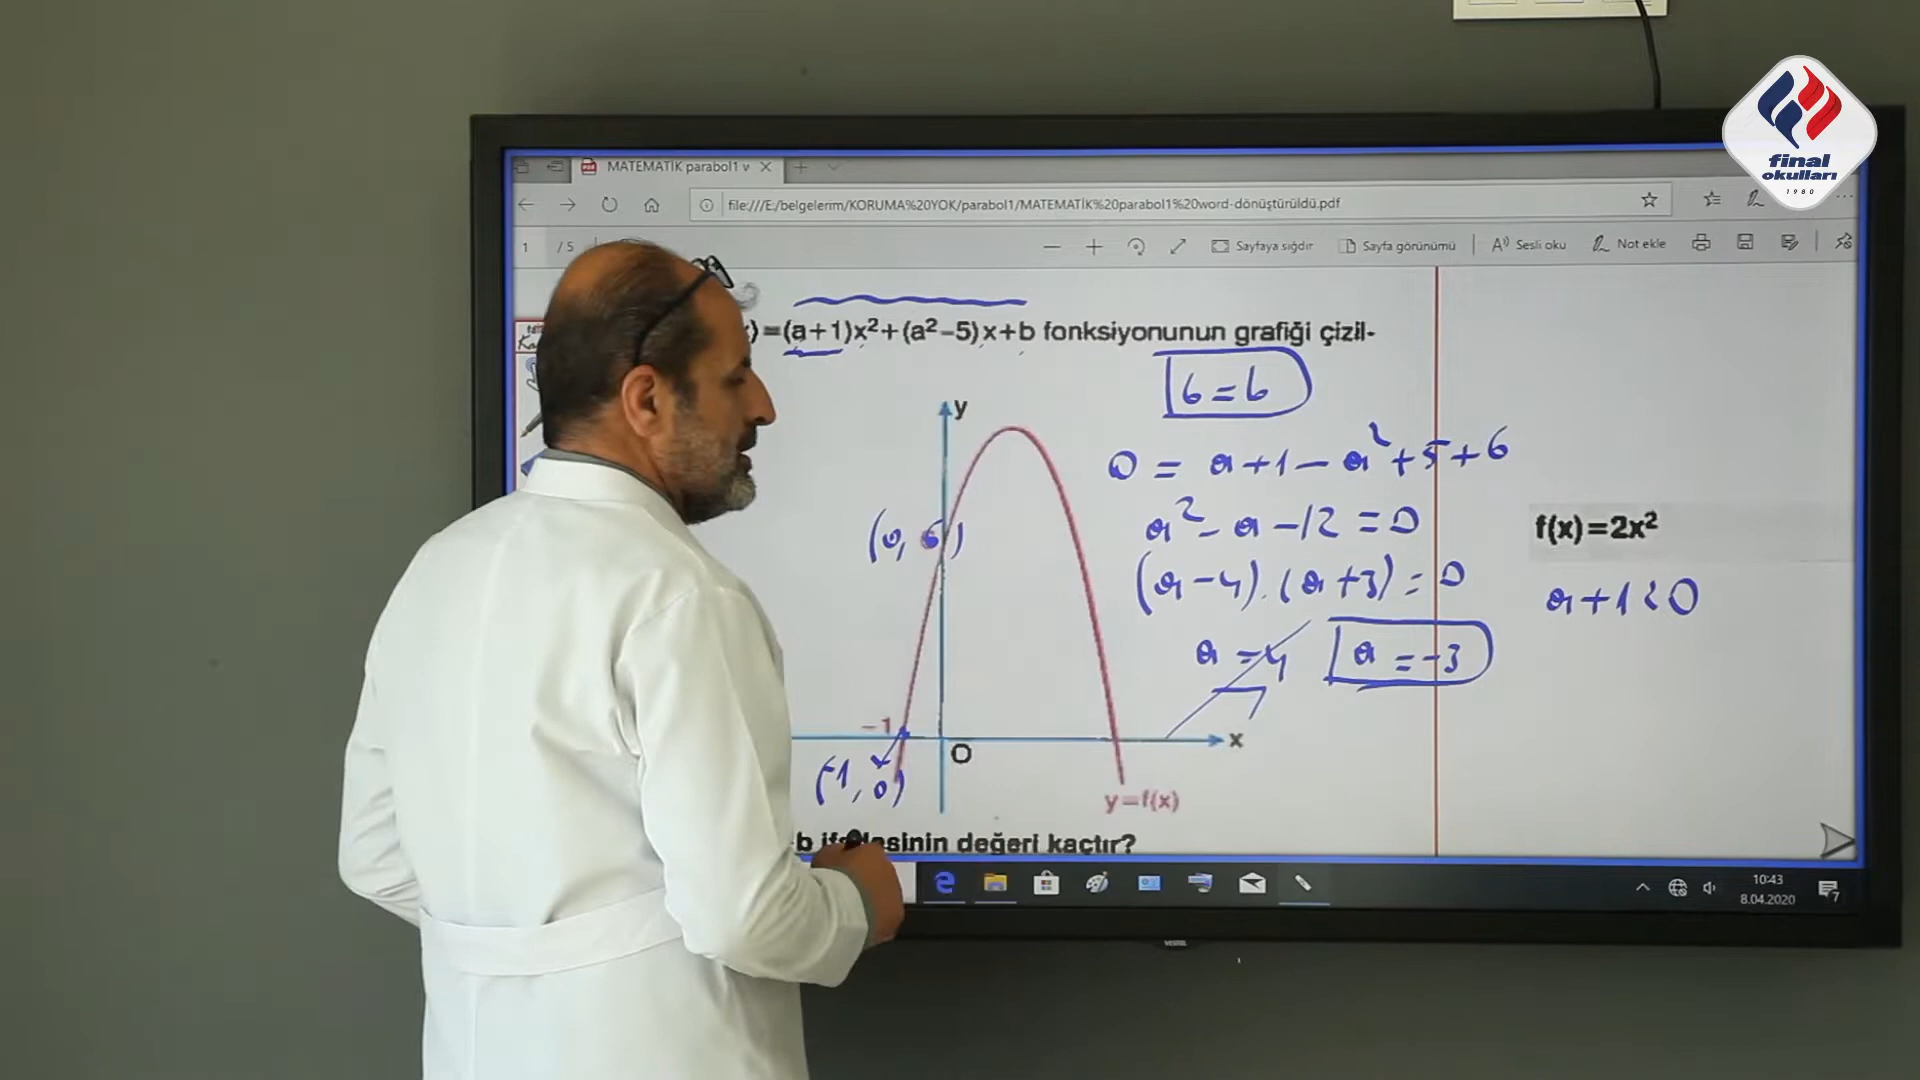 final
okulları
1980
MATEMATİK parabol1 v
file:///E:/belgelerim/KORUMA%20YOK/parabol1/MATEMATİK%20parabol1%20word-dönüştürüldü.pdf
1 / 5
Sayfaya sığdır
Sayfa görünümü
Sesli oku
Not ekle
)=(a+1)x²+(a²-5)x+b fonksiyonunun grafiği çizil-
6=b
y
0 = a+1-a²+5+6
(0, 6)
a²-a-12=0
f(x)=2x²
(a-4).(a+3)=0
a+1<0
a=4
a=-3
-1
O
x
(-1, 0)
y=f(x)
b ifadesinin değeri kaçtır?
10:43
8.04.2020
7
VESTEL